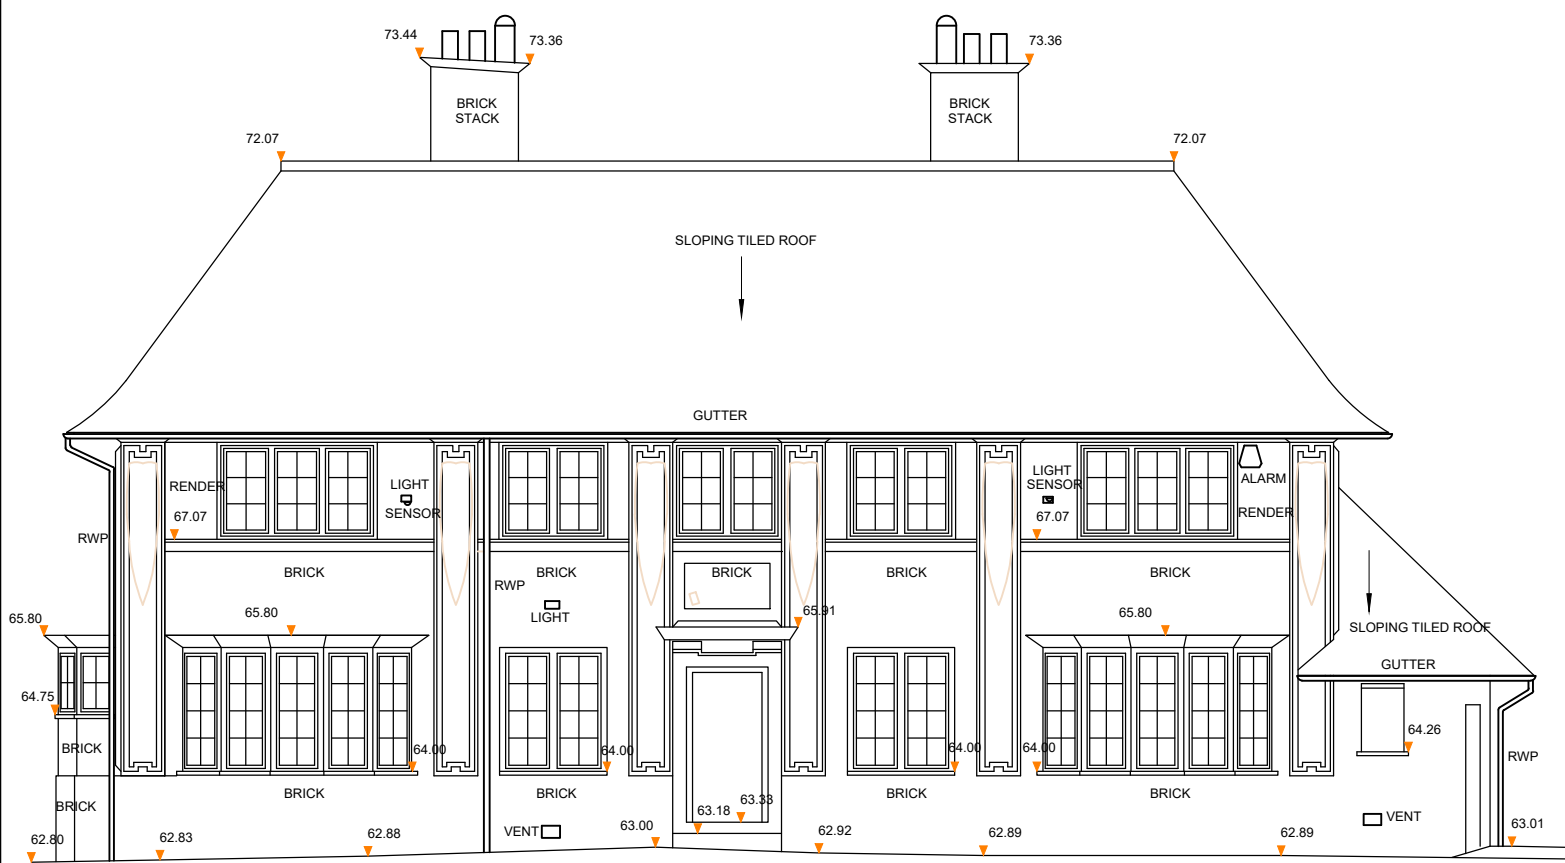 73.44
73.36
73.36
BRICK
STACK
BRICK
STACK
72.07
72.07
SLOPING TILED ROOF
GUTTER
RENDER
LIGHT
SENSOR
LIGHT
SENSOR
ALARM
RENDER
67.07
67.07
RWP
BRICK
BRICK
BRICK
BRICK
BRICK
RWP
LIGHT
65.80
65.80
65.91
65.80
SLOPING TILED ROOF
GUTTER
64.75
BRICK
64.00
64.00
64.00
64.00
64.26
RWP
BRICK
BRICK
BRICK
BRICK
BRICK
63.18
63.33
VENT
VENT
62.80
62.83
62.88
63.00
62.92
62.89
62.89
63.01